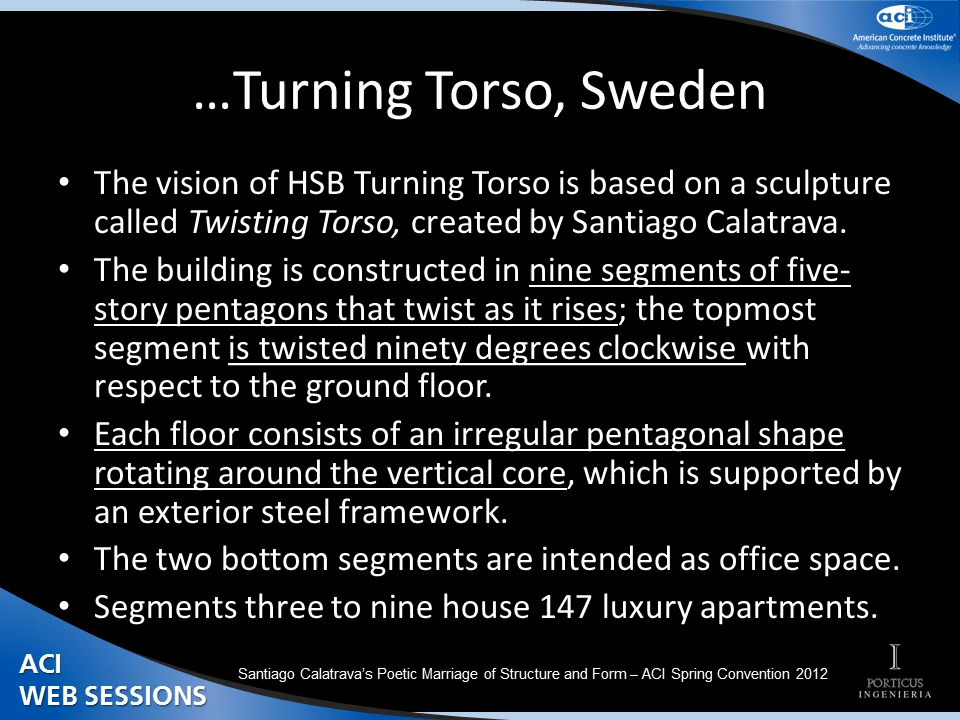 aci
American Concrete Institute®
Advancing concrete knowledge
...Turning Torso, Sweden
• The vision of HSB Turning Torso is based on a sculpture
called Twisting Torso, created by Santiago Calatrava.
• The building is constructed in nine segments of five-
story pentagons that twist as it rises; the topmost
segment is twisted ninety degrees clockwise with
respect to the ground floor.
• Each floor consists of an irregular pentagonal shape
rotating around the vertical core, which is supported by
an exterior steel framework.
• The two bottom segments are intended as office space.
• Segments three to nine house 147 luxury apartments.
ACI
WEB SESSIONS
Santiago Calatrava's Poetic Marriage of Structure and Form – ACI Spring Convention 2012
PORTICUS
INGENIERIA